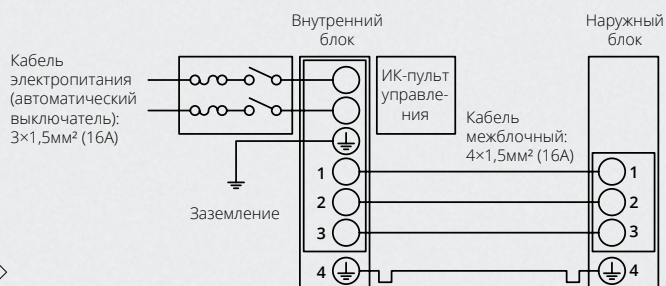 Внутренний
блок
Наружный
блок
Кабель
электропитания
(автоматический
выключатель):
3×1,5мм² (16А)
ИК-пульт
управле-
ния
Кабель
межблочный:
4×1,5мм² (16А)
Заземление
1
2
3
4
1
2
3
4